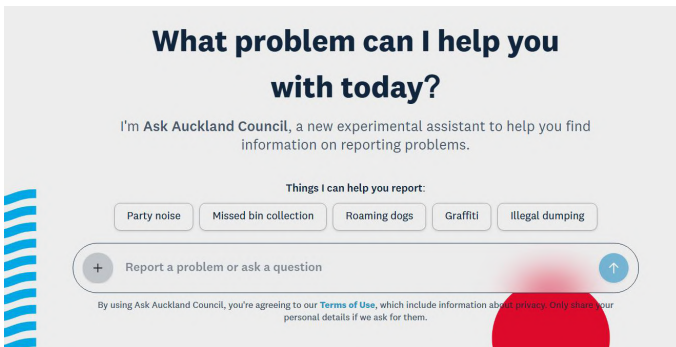 What problem can I help you
with today?
I'm Ask Auckland Council, a new experimental assistant to help you find
information on reporting problems.
Things I can help you report:
Party noise Missed bin collection Roaming dogs Graffiti Illegal dumping
+ Report a problem or ask a question
By using Ask Auckland Council, you're agreeing to our Terms of Use, which include information about privacy. Only share your
personal details if we ask for them.